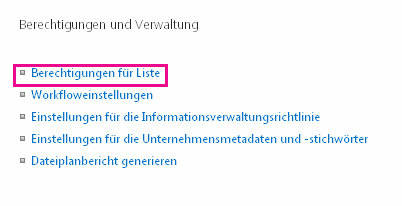 Berechtigungen und Verwaltung
Berechtigungen für Liste
Workfloweinstellungen
Einstellungen für die Informationsverwaltungsrichtlinie
Einstellungen für die Unternehmensmetadaten und -stichwörter
Dateiplanbericht generieren